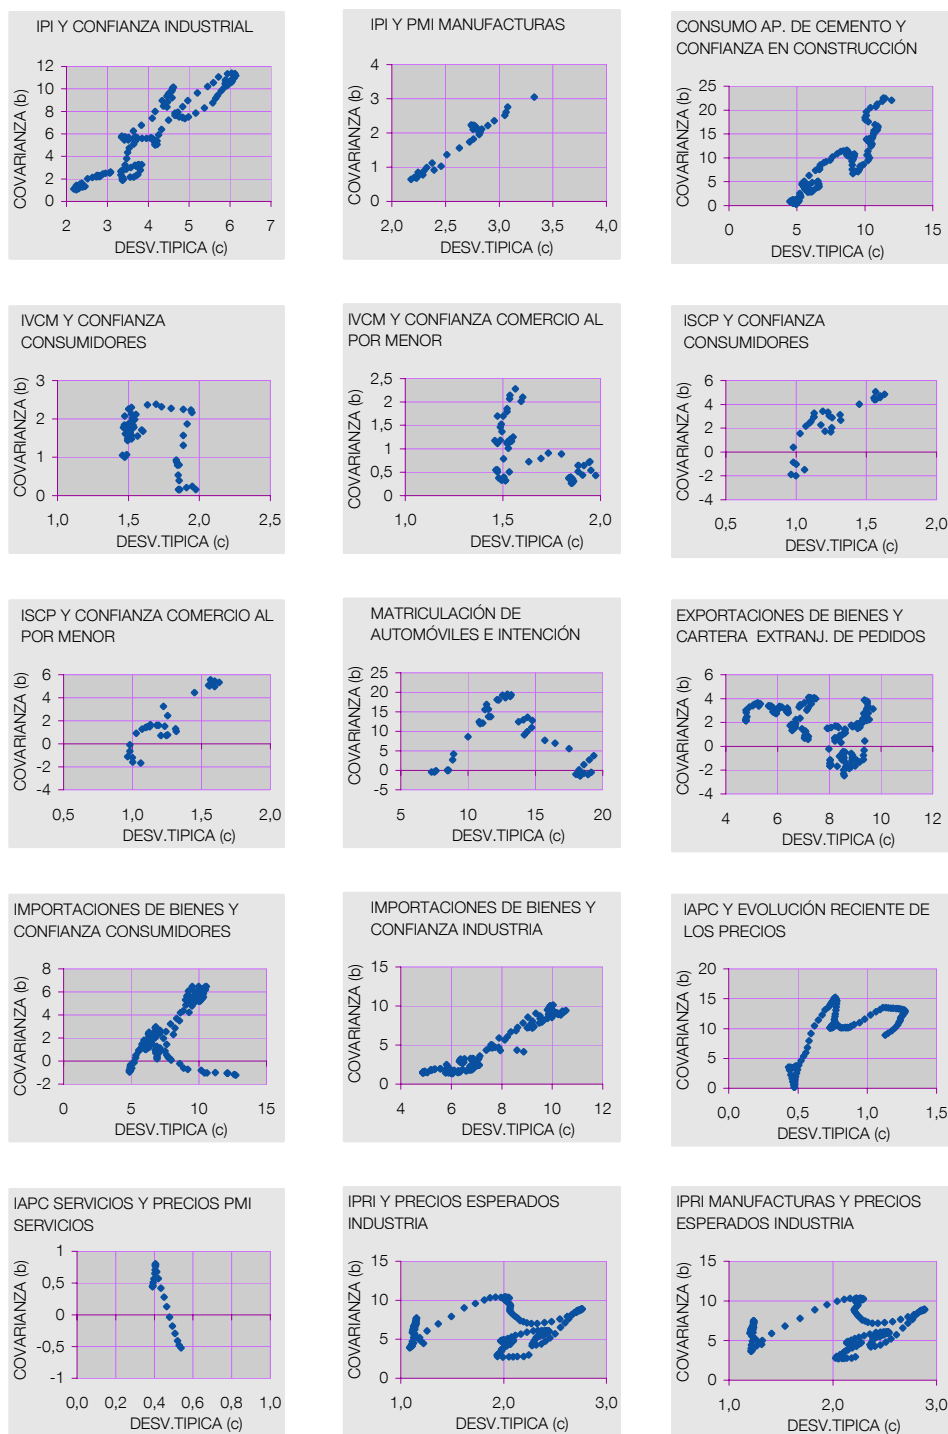 IPI Y CONFIANZA INDUSTRIAL
COVARIANZA (b)
12
10
8
6
4
2
0
2 3 4 5 6 7
DESV.TIPICA (c)
IPI Y PMI MANUFACTURAS
COVARIANZA (b)
4
3
2
1
0
2,0 2,5 3,0 3,5 4,0
DESV.TIPICA (c)
CONSUMO AP. DE CEMENTO Y
CONFIANZA EN CONSTRUCCIÓN
COVARIANZA (b)
25
20
15
10
5
0
0 5 10 15
DESV.TIPICA (c)
IVCM Y CONFIANZA
CONSUMIDORES
COVARIANZA (b)
3
2
1
0
1,0 1,5 2,0 2,5
DESV.TIPICA (c)
IVCM Y CONFIANZA COMERCIO AL
POR MENOR
COVARIANZA (b)
2,5
2
1,5
1
0,5
0
1,0 1,5 2,0
DESV.TIPICA (c)
ISCP Y CONFIANZA
CONSUMIDORES
COVARIANZA (b)
6
4
2
0
-2
-4
0,5 1,0 1,5 2,0
DESV.TIPICA (c)
ISCP Y CONFIANZA COMERCIO AL
POR MENOR
COVARIANZA (b)
6
4
2
0
-2
-4
0,5 1,0 1,5 2,0
DESV.TIPICA (c)
MATRICULACIÓN DE
AUTOMÓVILES E INTENCIÓN
COVARIANZA (b)
25
20
15
10
5
0
-5
5 10 15 20
DESV.TIPICA (c)
EXPORTACIONES DE BIENES Y
CARTERA EXTRANJ. DE PEDIDOS
COVARIANZA (b)
6
4
2
0
-2
-4
4 6 8 10 12
DESV.TIPICA (c)
IMPORTACIONES DE BIENES Y
CONFIANZA CONSUMIDORES
COVARIANZA (b)
8
6
4
2
0
-2
0 5 10 15
DESV.TIPICA (c)
IMPORTACIONES DE BIENES Y
CONFIANZA INDUSTRIA
COVARIANZA (b)
15
10
5
0
4 6 8 10 12
DESV.TIPICA (c)
IAPC Y EVOLUCIÓN RECIENTE DE
LOS PRECIOS
COVARIANZA (b)
20
15
10
5
0
0,0 0,5 1,0 1,5
DESV.TIPICA (c)
IAPC SERVICIOS Y PRECIOS PMI
SERVICIOS
COVARIANZA (b)
1
0,5
0
-0,5
-1
0,0 0,2 0,4 0,6 0,8 1,0
DESV.TIPICA (c)
IPRI Y PRECIOS ESPERADOS
INDUSTRIA
COVARIANZA (b)
15
10
5
0
1,0 2,0 3,0
DESV.TIPICA (c)
IPRI MANUFACTURAS Y PRECIOS
ESPERADOS INDUSTRIA
COVARIANZA (b)
15
10
5
0
1,0 2,0 3,0
DESV.TIPICA (c)